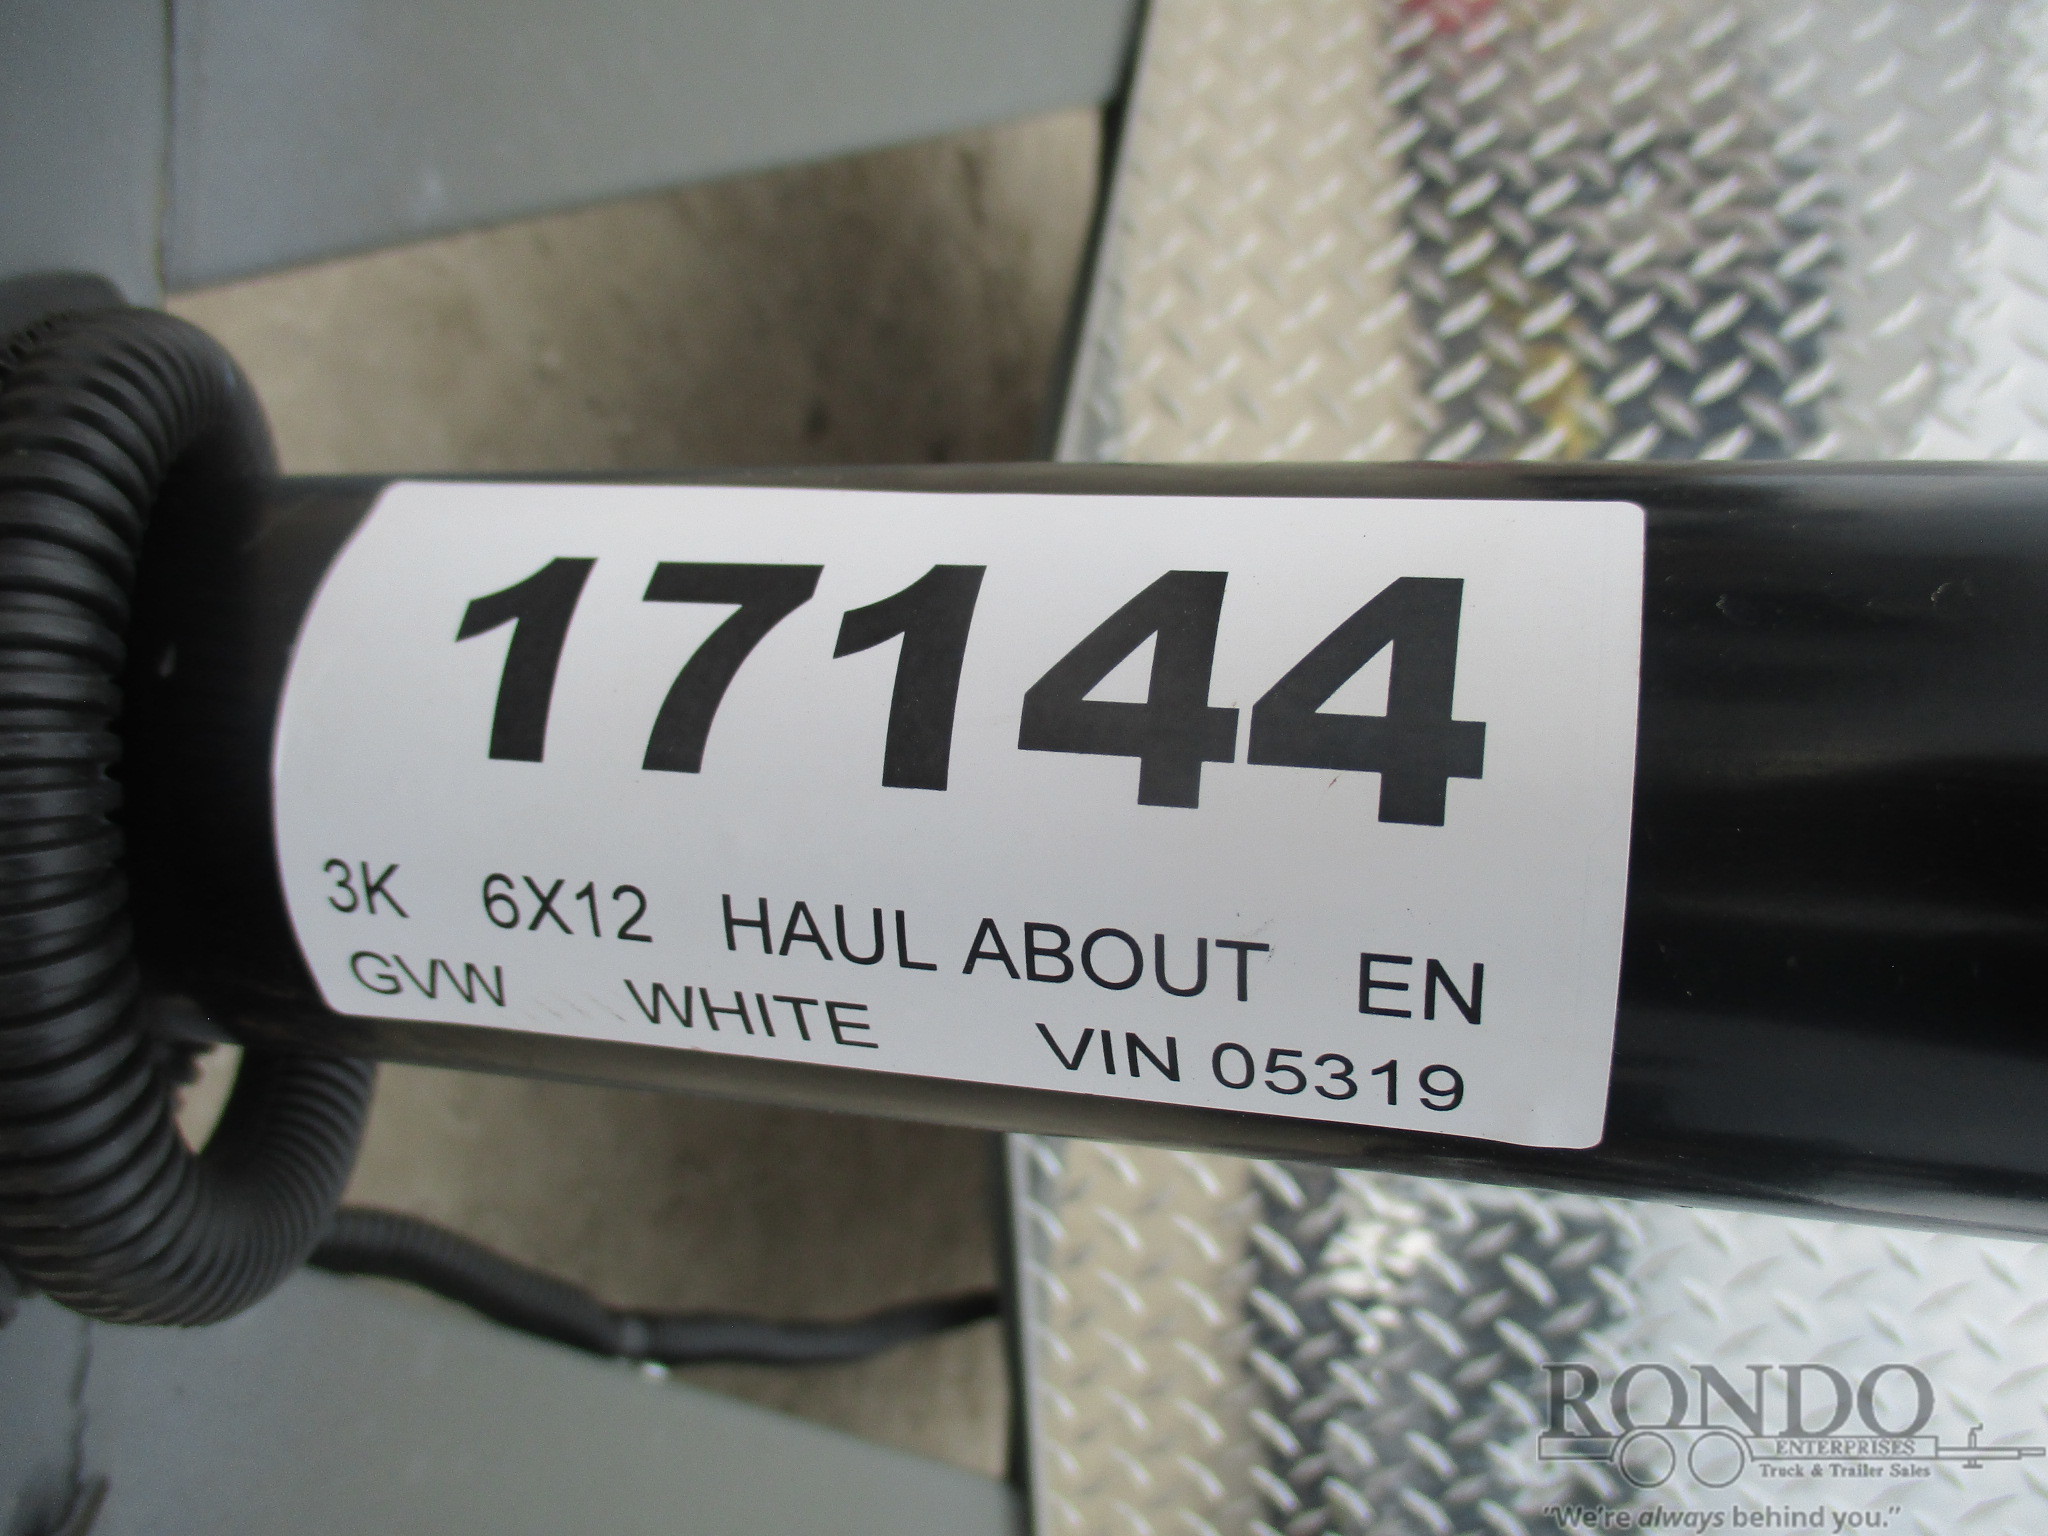 17144
3K 6X12 HAUL ABOUT EN
GVW WHITE VIN 05319
RONDO
ENTERPRISES
Truck & Trailer Sales
"We're always behind you."